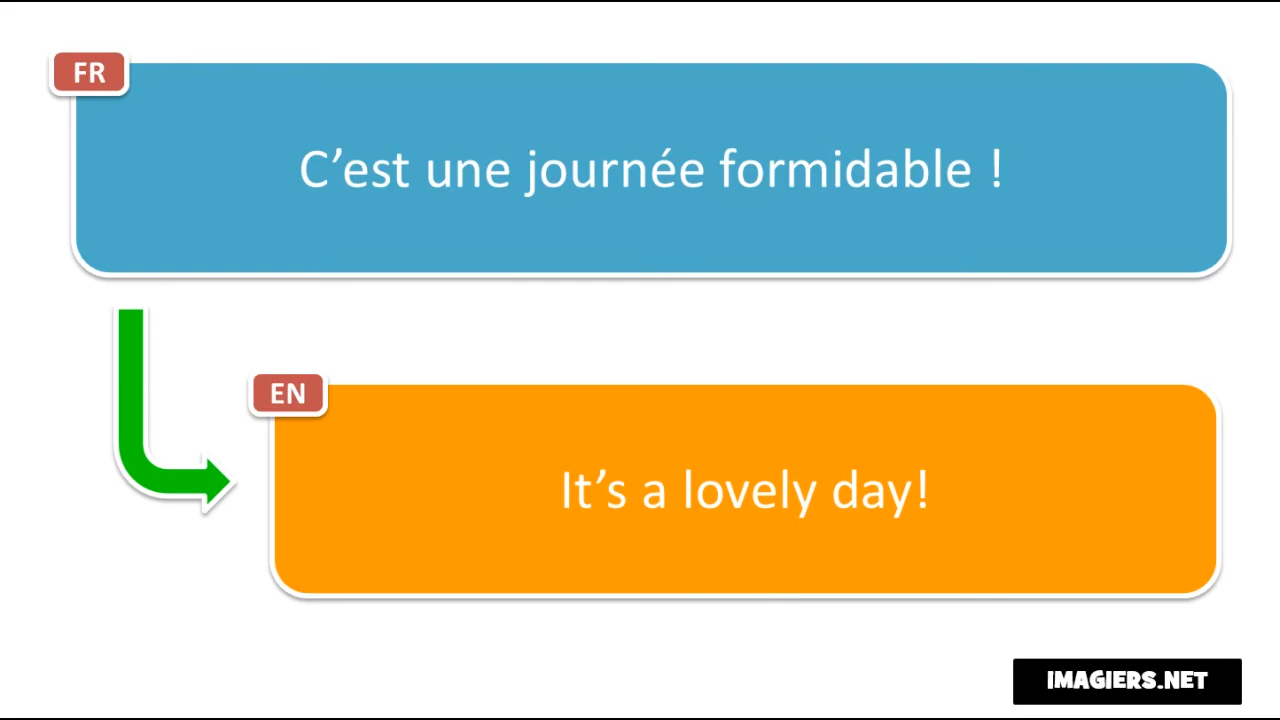 FR
C’est une journée formidable !
EN
It’s a lovely day!
IMAGIERS.NET